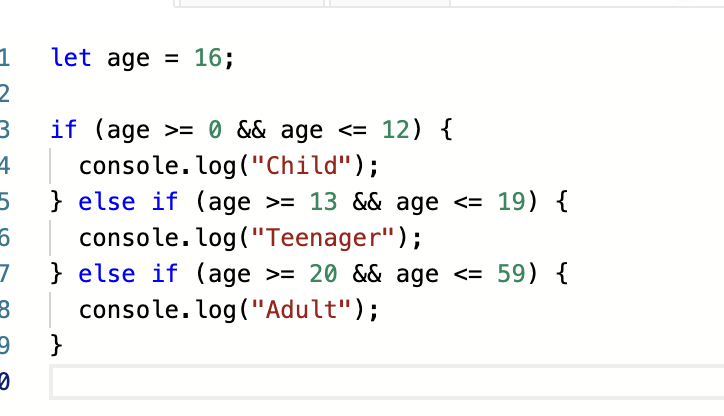 1 let age = 16;
2
3 if (age >= 0 && age <= 12) {
4 console.log("Child");
5 } else if (age >= 13 && age <= 19) {
6 console.log("Teenager");
7 } else if (age >= 20 && age <= 59) {
8 console.log("Adult");
9 }
0